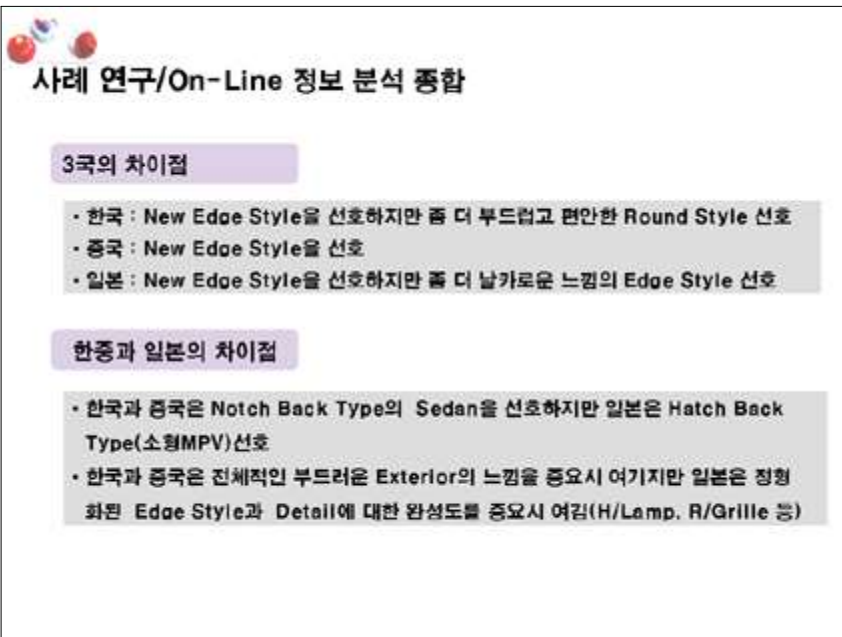 사례 연구/On-Line 정보 분석 종합
3국의 차이점
· 한국 : New Edge Style을 선호하지만 좀 더 부드럽고 편안한 Round Style 선호
· 중국 : New Edge Style을 선호
· 일본 : New Edge Style을 선호하지만 좀 더 날카로운 느낌의 Edge Style 선호
한중과 일본의 차이점
· 한국과 중국은 Notch Back Type의 Sedan을 선호하지만 일본은 Hatch Back
Type(소형MPV)선호
· 한국과 중국은 전체적인 부드러운 Exterior의 느낌을 중요시 여기지만 일본은 정형
화된 Edge Style과 Detail에 대한 완성도를 중요시 여김(H/Lamp, R/Grille 등)